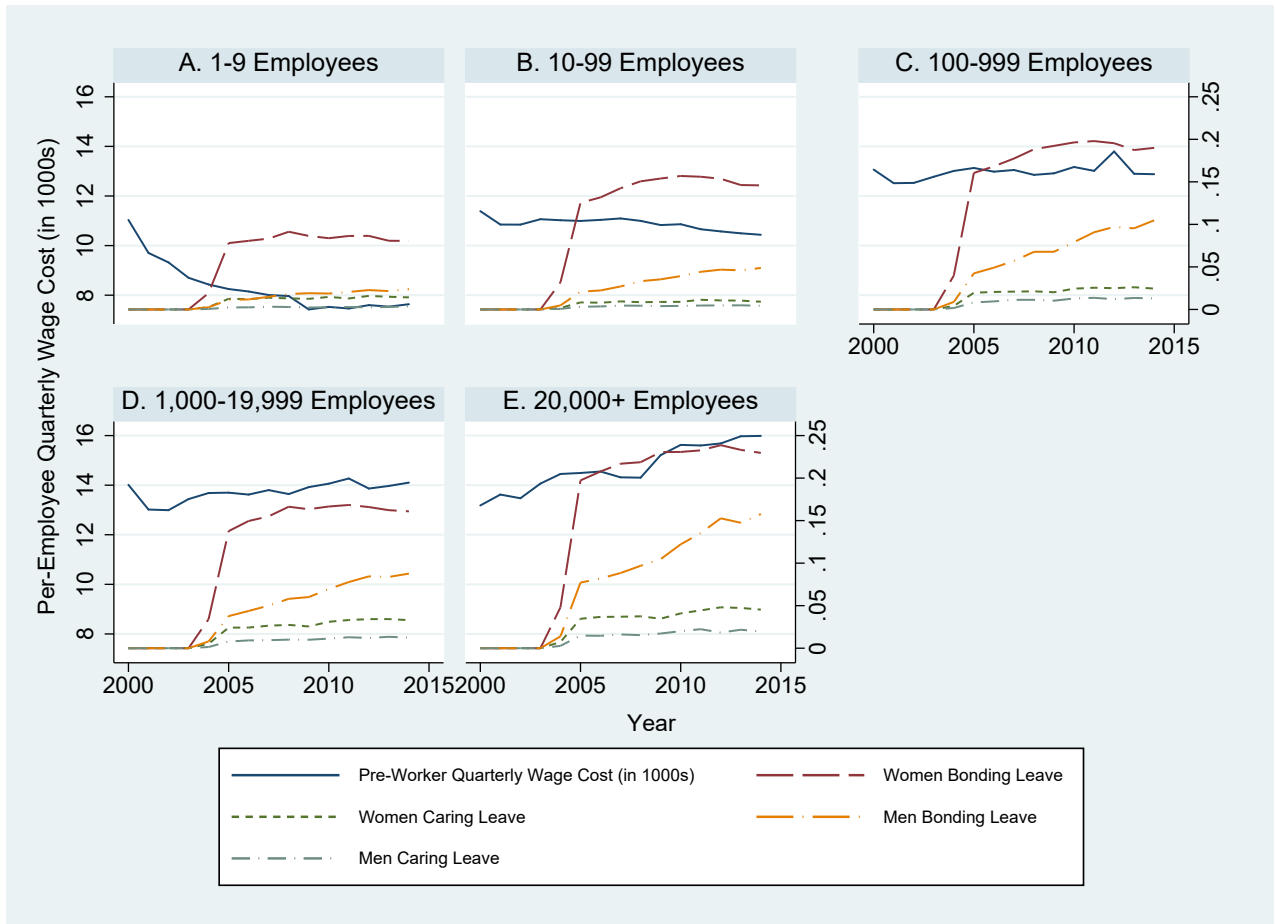 A. 1-9 Employees
B. 10-99 Employees
C. 100-999 Employees
16
14
12
10
8
.25
.2
.15
.1
.05
0
2000 2005 2010 2015
D. 1,000-19,999 Employees
E. 20,000+ Employees
16
14
12
10
8
.25
.2
.15
.1
.05
0
2000 2005 2010 2015
2000 2005 2010 2015
Per-Employee Quarterly Wage Cost (in 1000s)
Year
Pre-Worker Quarterly Wage Cost (in 1000s)
Women Bonding Leave
Women Caring Leave
Men Bonding Leave
Men Caring Leave